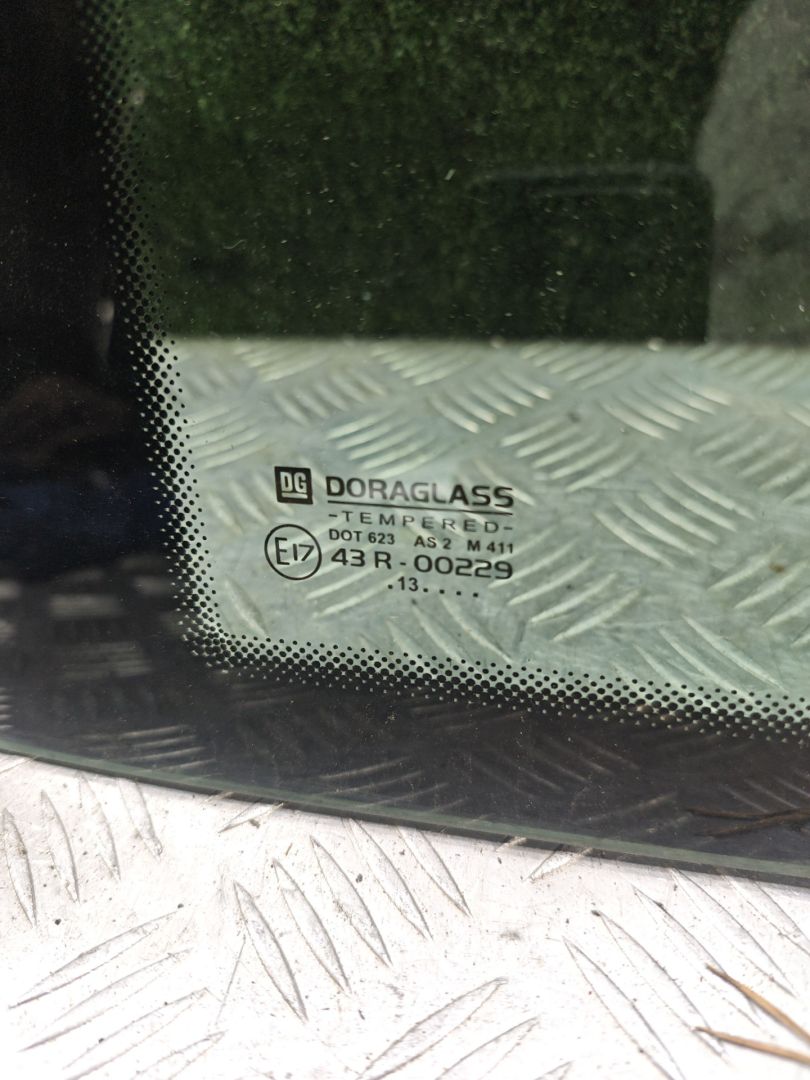 DG DORAGLASS
-TEMPERED-
DOT 623 AS 2 M 411
E17 43 R - 00229
.13....